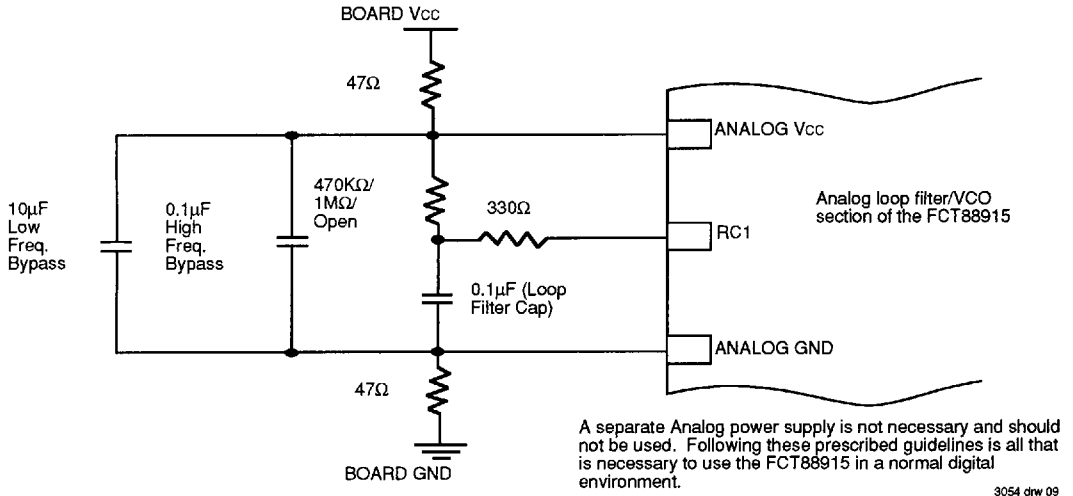 BOARD VCC
47Ω
ANALOG VCC
10µF
Low
Freq.
Bypass
0.1µF
High
Freq.
Bypass
470KΩ/
1MΩ/
Open
330Ω
RC1
Analog loop filter/VCO
section of the FCT88915
0.1µF (Loop
Filter Cap)
ANALOG GND
47Ω
BOARD GND
A separate Analog power supply is not necessary and should
not be used. Following these prescribed guidelines is all that
is necessary to use the FCT88915 in a normal digital
environment.
3054 drw 09